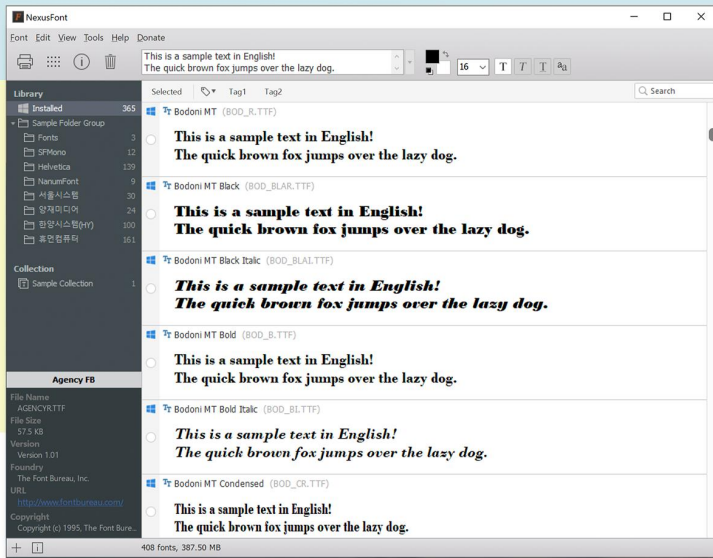 NexusFont
Font Edit View Tools Help Donate
This is a sample text in English!
The quick brown fox jumps over the lazy dog.
16 T T T aa
Library
Installed 365
Sample Folder Group
Fonts 3
SFMono 12
Helvetica 139
NanumFont 9
서울시스템 30
양재미디어 24
한양시스템(HY) 100
휴먼컴퓨터 161
Collection
Sample Collection 1
Agency FB
File Name
AGENCYR.TTF
File Size
57.5 KB
Version
Version 1.01
Foundry
The Font Bureau, Inc.
URL
http://www.fontbureau.com/
Copyright
Copyright (c) 1995, The Font Bure...
Selected Tag1 Tag2 Search
Bodoni MT (BOD_R.TTF)
This is a sample text in English!
The quick brown fox jumps over the lazy dog.
Bodoni MT Black (BOD_BLAR.TTF)
This is a sample text in English!
The quick brown fox jumps over the lazy dog.
Bodoni MT Black Italic (BOD_BLAI.TTF)
This is a sample text in English!
The quick brown fox jumps over the lazy dog.
Bodoni MT Bold (BOD_B.TTF)
This is a sample text in English!
The quick brown fox jumps over the lazy dog.
Bodoni MT Bold Italic (BOD_BI.TTF)
This is a sample text in English!
The quick brown fox jumps over the lazy dog.
Bodoni MT Condensed (BOD_CR.TTF)
This is a sample text in English!
The quick brown fox jumps over the lazy dog.
408 fonts, 387.50 MB